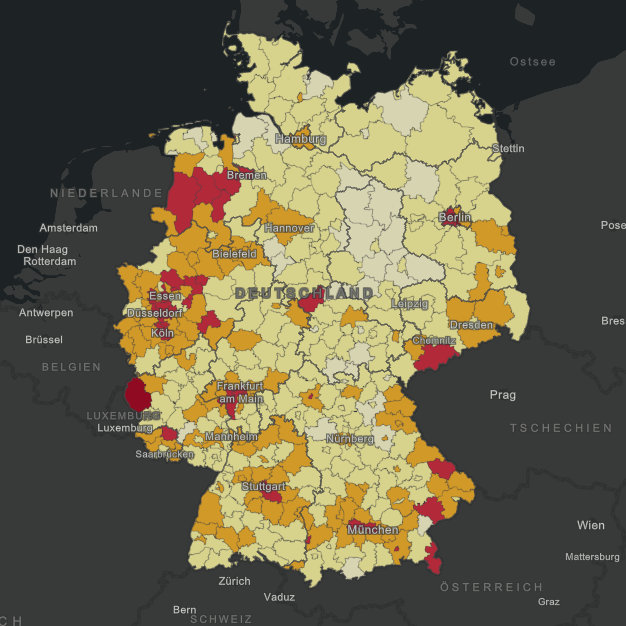 Ostsee
Hamburg
Stettin
Bremen
NIEDERLANDE
Berlin
Amsterdam
Hannover
Pose
Den Haag
Rotterdam
Bielefeld
DEUTSCHLAND
Essen
Leipzig
Antwerpen
Düsseldorf
Dresden
Bres
Köln
Brüssel
Chemnitz
BELGIEN
Frankfurt
am Main
Prag
LUXEMBURG
Luxemburg
TSCHECHIEN
Mannheim
Nürnberg
Saarbrücken
Stuttgart
München
Wien
Mattersburg
Zürich
ÖSTERREICH
Vaduz
Graz
Bern
SCHWEIZ
CH